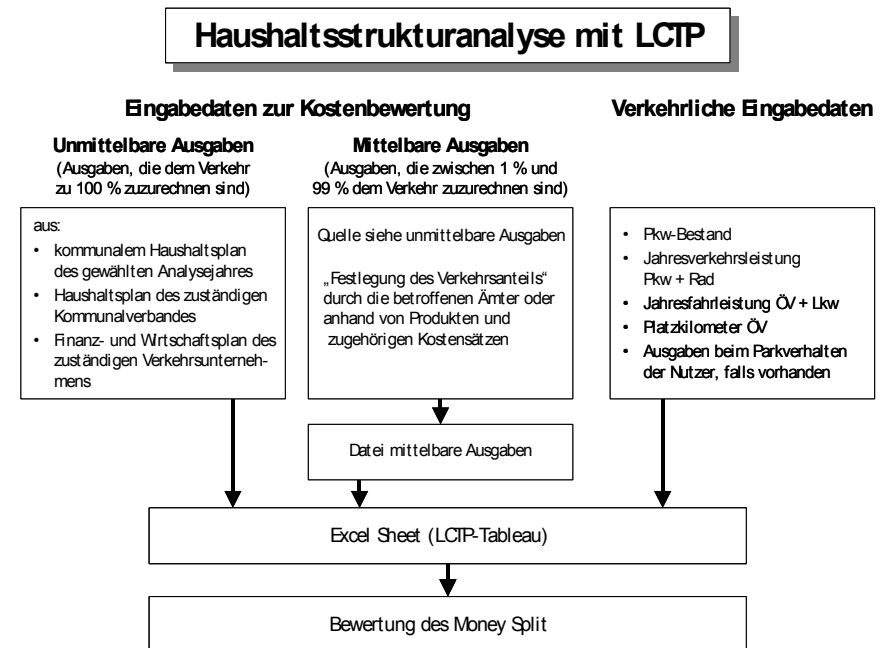 Haushaltsstrukturanalyse mit LCTP
Eingabedaten zur Kostenbewertung
Verkehrliche Eingabedaten
Unmittelbare Ausgaben
(Ausgaben, die dem Verkehr
zu 100 % zuzurechnen sind)
Mittelbare Ausgaben
(Ausgaben, die zwischen 1 % und
99 % dem Verkehr zuzurechnen sind)
aus:
• kommunalem Haushaltsplan
des gewählten Analysejahres
• Haushaltsplan des zuständigen
Kommunalverbandes
• Finanz- und Wirtschaftsplan des
zuständigen Verkehrsunterneh-
mens
Quelle siehe unmittelbare Ausgaben
„Festlegung des Verkehrsanteils“
durch die betroffenen Ämter oder
anhand von Produkten und
zugehörigen Kostensätzen
• Pkw-Bestand
• Jahresverkehrsleistung
Pkw + Rad
• Jahresfahrleistung ÖV + Lkw
• Platzkilometer ÖV
• Ausgaben beim Parkverhalten
der Nutzer, falls vorhanden
Datei mittelbare Ausgaben
Excel Sheet (LCTP-Tableau)
Bewertung des Money Split